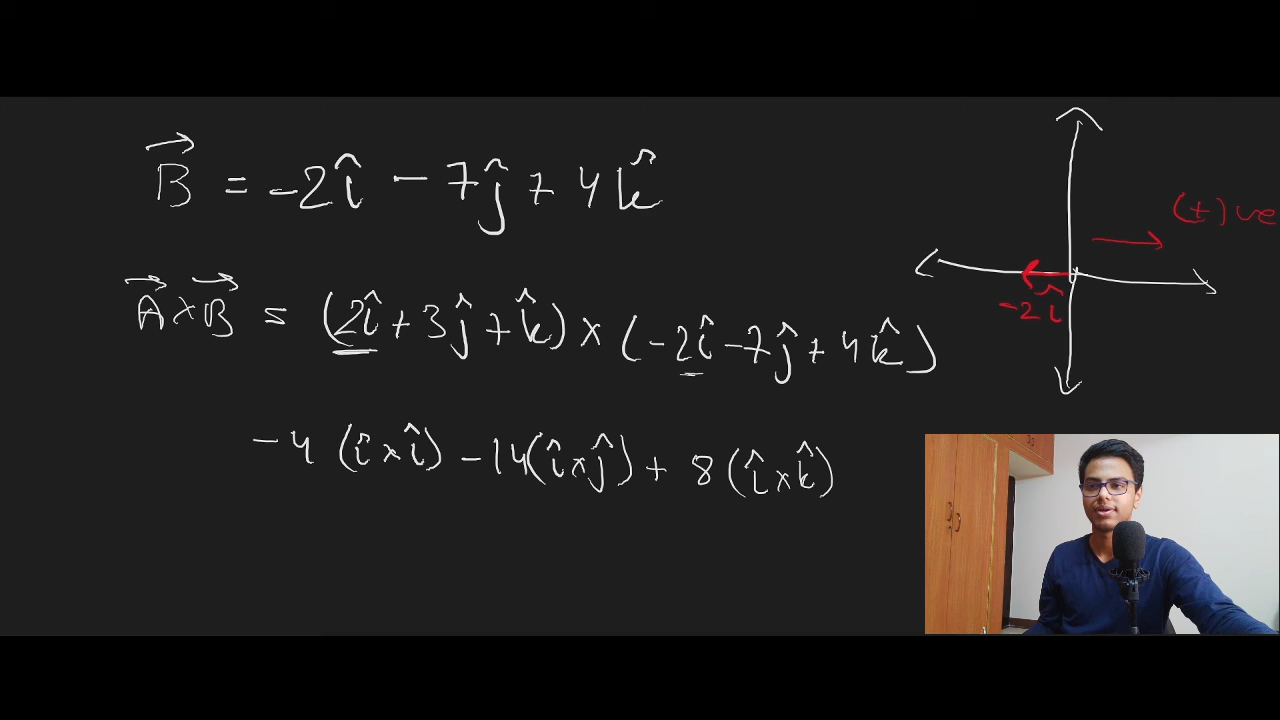 B⃗ = -2î - 7ĵ + 4k̂
(+) ve
-2î
A⃗ × B⃗ = (2î + 3ĵ + k̂) × (-2î - 7ĵ + 4k̂)
-4 (î × î) - 14(î × ĵ) + 8 (î × k̂)